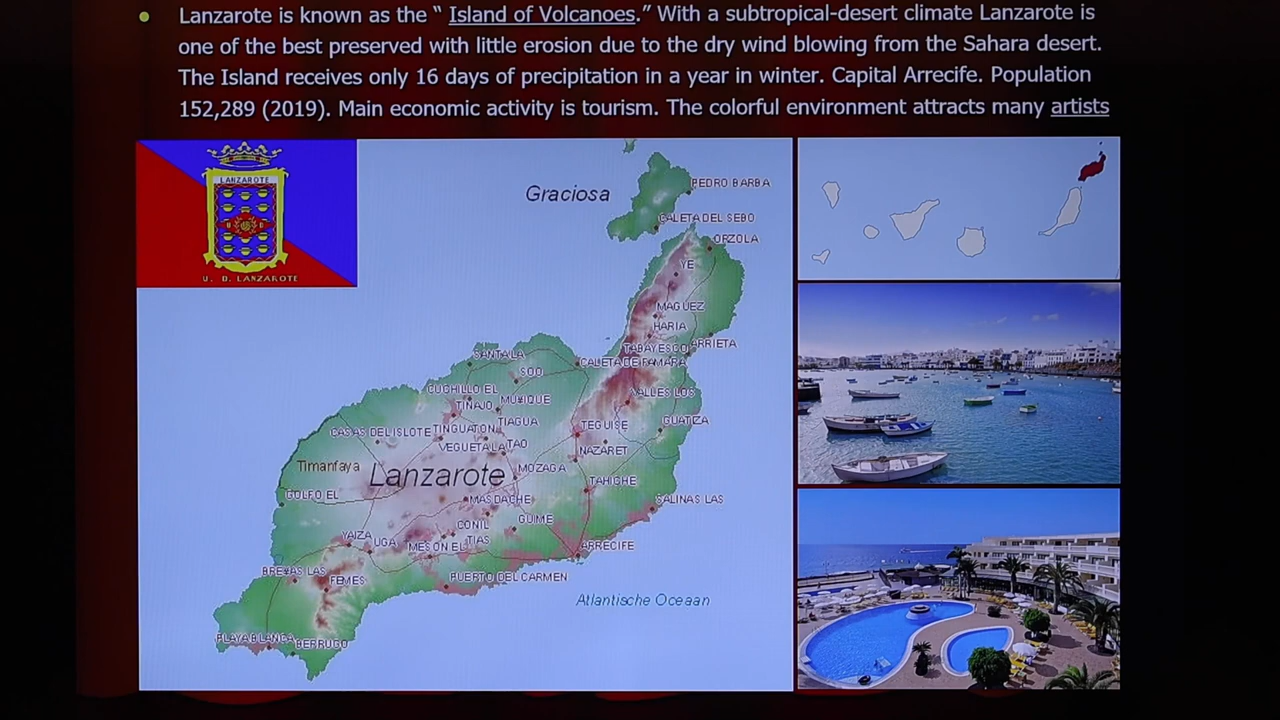 Lanzarote is known as the “ Island of Volcanoes.” With a subtropical-desert climate Lanzarote is
one of the best preserved with little erosion due to the dry wind blowing from the Sahara desert.
The Island receives only 16 days of precipitation in a year in winter. Capital Arrecife. Population
152,289 (2019). Main economic activity is tourism. The colorful environment attracts many artists
LANZAROTE
U. D. LANZAROTE
Graciosa
PEDRO BARBA
CALETA DEL SEBO
ORZOLA
YE
MAGUEZ
HARIA
TABAYESCO
ARRIETA
SANTA LA
CALETA DE FAMARA
SOO
CUCHILLO EL
MUÑIQUE
VALLES LOS
TINAJO
TIAGUA
GUATIZA
CASAS DEL ISLOTE
TINGUATON
TEGUISE
VEGUETA LA
TAO
NAZARET
Timanfaya
Lanzarote
MOZAGA
TAHICHE
GOLFO EL
MASDACHE
SALINAS LAS
GUIME
CONIL
YAIZA
UGA
MESON EL
TIAS
ARRECIFE
BREÑAS LAS
FEMES
PUERTO DEL CARMEN
Atlantische Oceaan
PLAYA BLANCA
BERRUGO